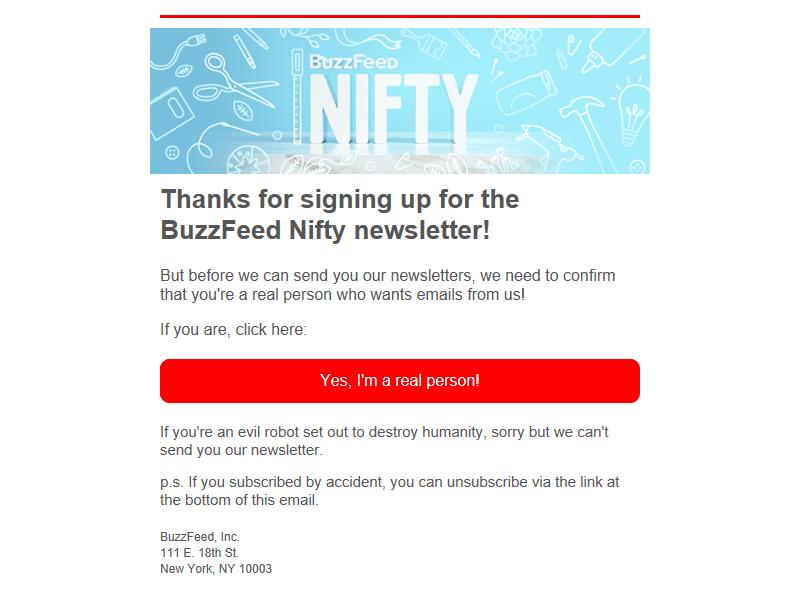 BuzzFeed
NIFTY
Thanks for signing up for the
BuzzFeed Nifty newsletter!
But before we can send you our newsletters, we need to confirm
that you're a real person who wants emails from us!
If you are, click here:
Yes, I'm a real person!
If you're an evil robot set out to destroy humanity, sorry but we can't
send you our newsletter.
p.s. If you subscribed by accident, you can unsubscribe via the link at
the bottom of this email.
BuzzFeed, Inc.
111 E. 18th St.
New York, NY 10003